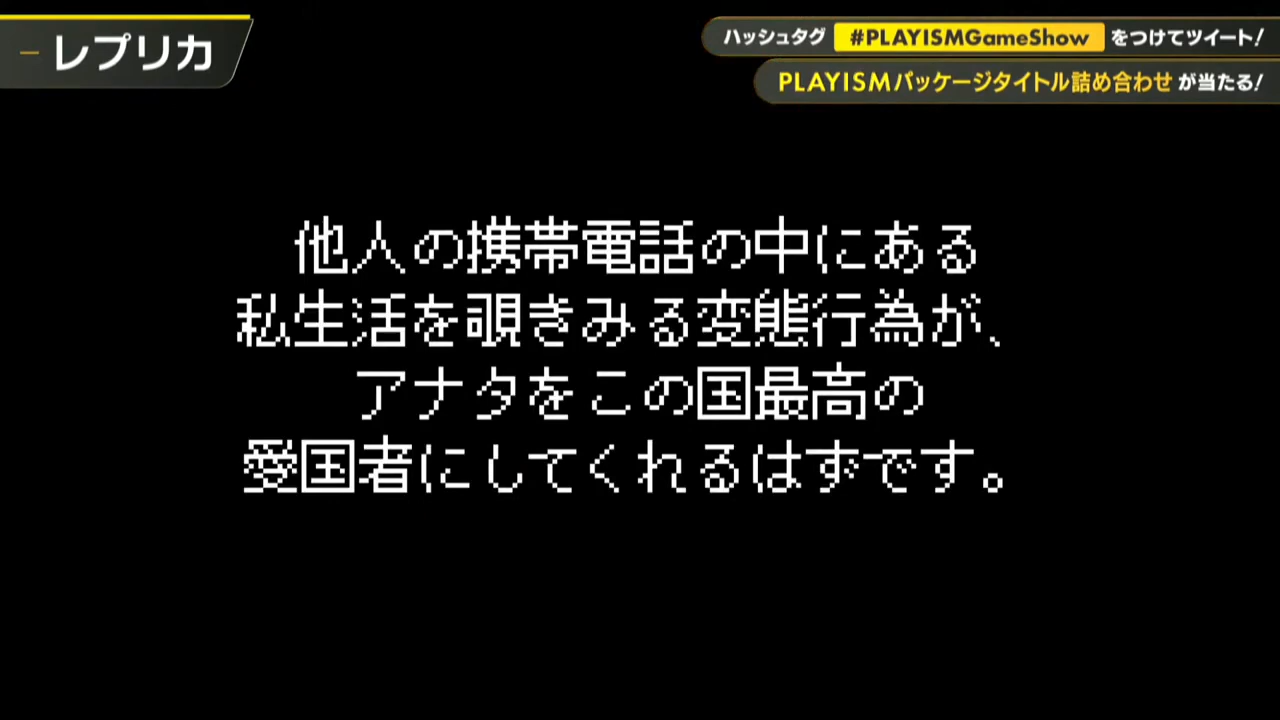 レプリカ
ハッシュタグ #PLAYISMGameShow をつけてツイート!
PLAYISMパッケージタイトル詰め合わせ が当たる!
他人の携帯電話の中にある
私生活を覗きみる変態行為が、
アナタをこの国最高の
愛国者にしてくれるはずです。